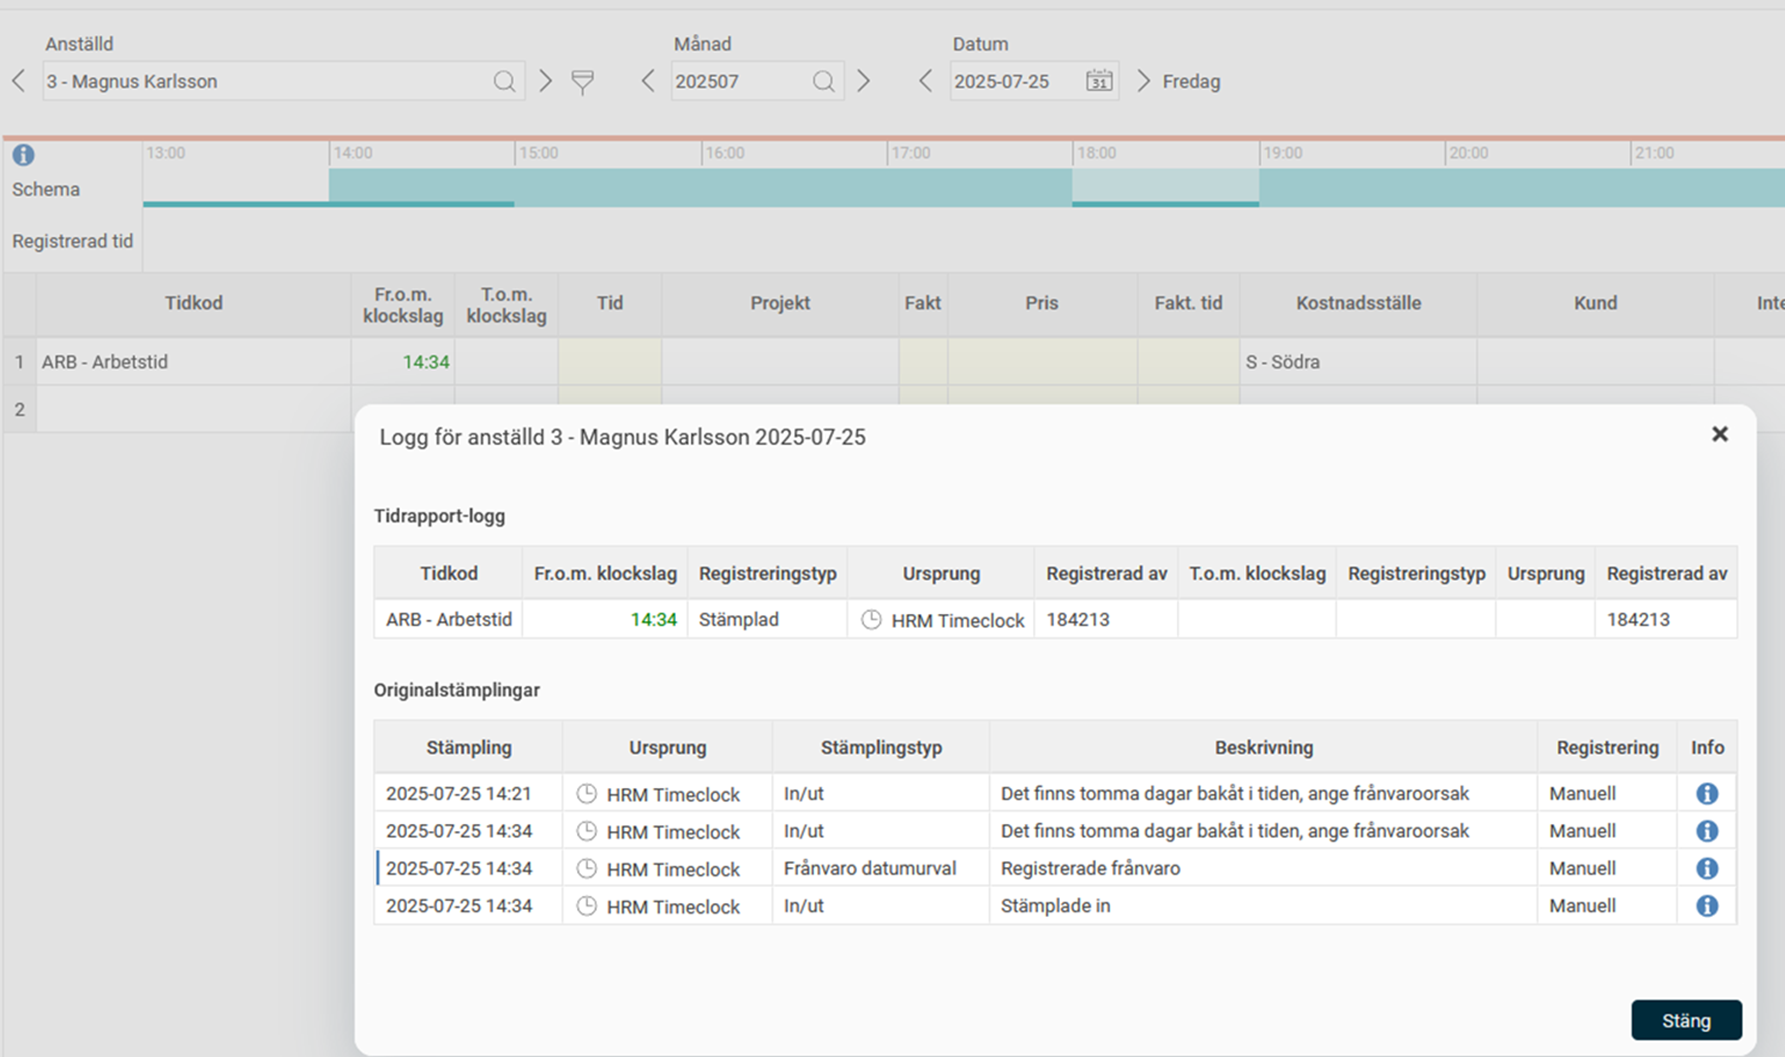 Anställd Månad Datum
3 - Magnus Karlsson 202507 2025-07-25 31 Fredag
13:00 14:00 15:00 16:00 17:00 18:00 19:00 20:00 21:00
Schema
Registrerad tid
Tidkod Fr.o.m. klockslag T.o.m. klockslag Tid Projekt Fakt Pris Fakt. tid Kostnadsställe Kund Inte
1 ARB - Arbetstid 14:34 S - Södra
2
Logg för anställd 3 - Magnus Karlsson 2025-07-25
Tidrapport-logg
Tidkod Fr.o.m. klockslag Registreringstyp Ursprung Registrerad av T.o.m. klockslag Registreringstyp Ursprung Registrerad av
ARB - Arbetstid 14:34 Stämplad HRM Timeclock 184213 184213
Originalstämplingar
Stämpling Ursprung Stämplingstyp Beskrivning Registrering Info
2025-07-25 14:21 HRM Timeclock In/ut Det finns tomma dagar bakåt i tiden, ange frånvaroorsak Manuell
2025-07-25 14:34 HRM Timeclock In/ut Det finns tomma dagar bakåt i tiden, ange frånvaroorsak Manuell
2025-07-25 14:34 HRM Timeclock Frånvaro datumurval Registrerade frånvaro Manuell
2025-07-25 14:34 HRM Timeclock In/ut Stämplade in Manuell
Stäng